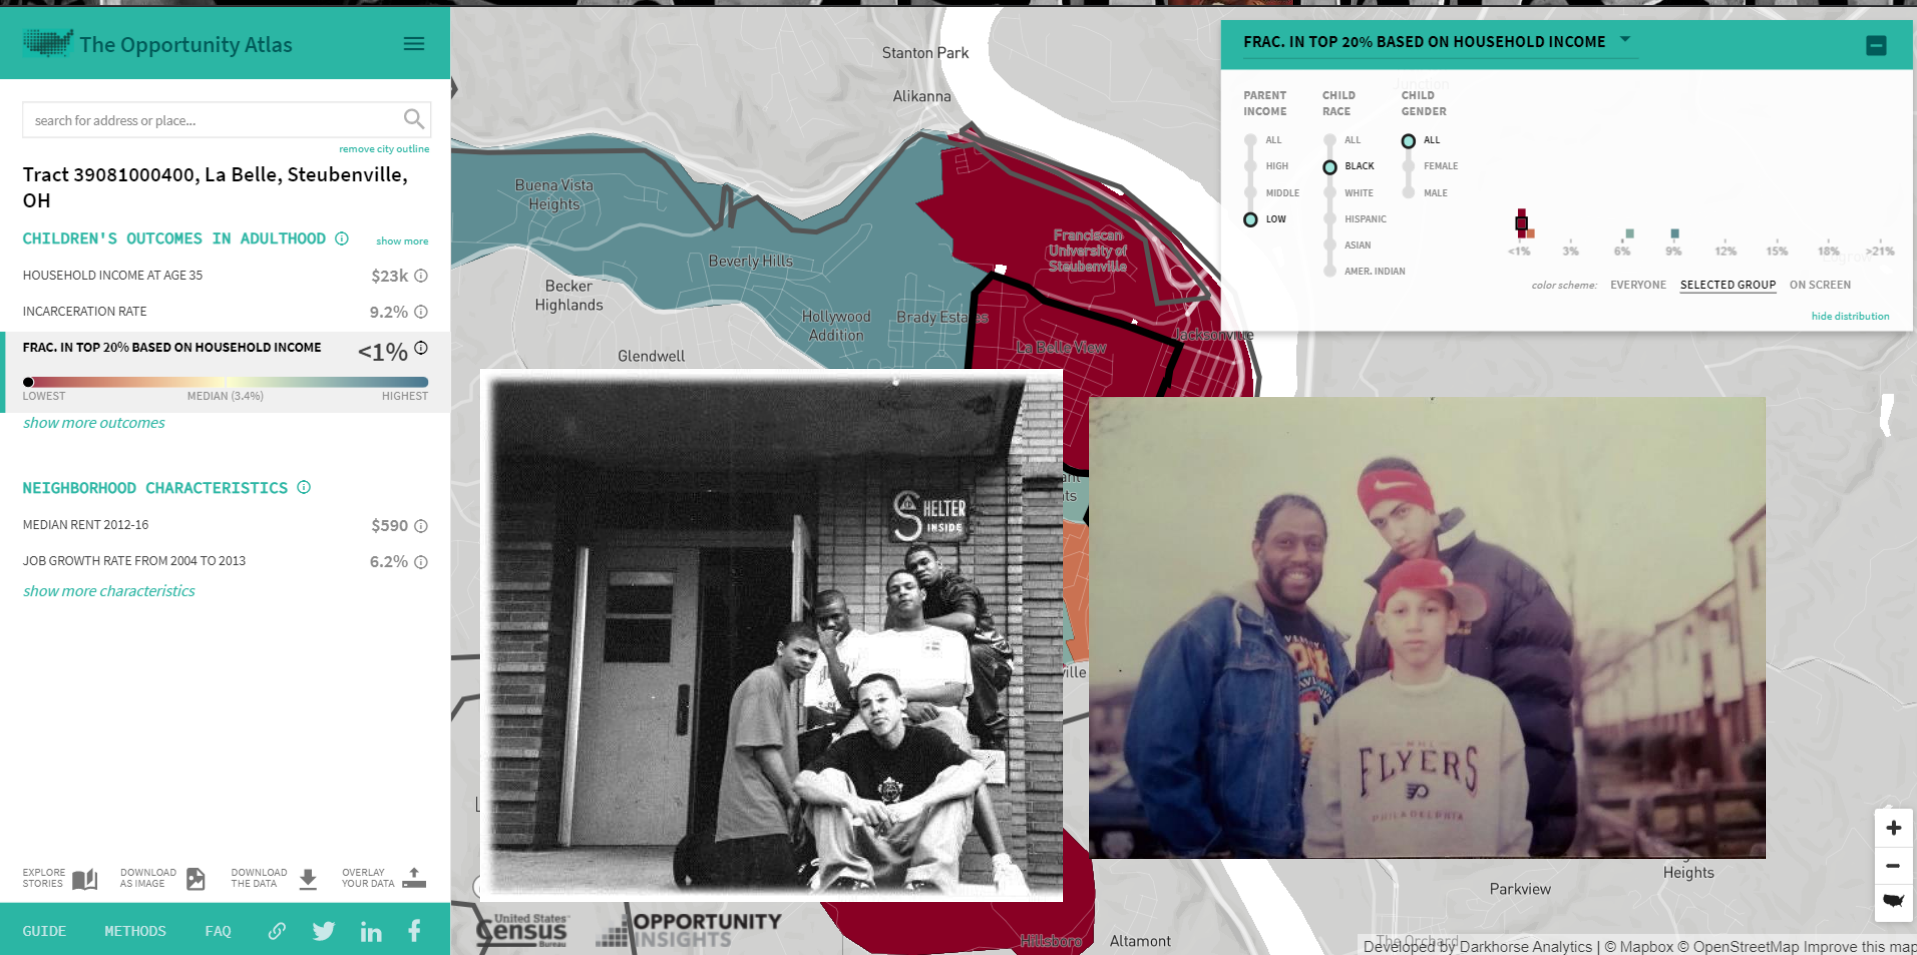 The Opportunity Atlas
search for address or place...
remove city outline
Tract 39081000400, La Belle, Steubenville,
OH
CHILDREN'S OUTCOMES IN ADULTHOOD
show more
HOUSEHOLD INCOME AT AGE 35
$23k
INCARCERATION RATE
9.2%
FRAC. IN TOP 20% BASED ON HOUSEHOLD INCOME
<1%
LOWEST
MEDIAN (3.4%)
HIGHEST
show more outcomes
NEIGHBORHOOD CHARACTERISTICS
MEDIAN RENT 2012-16
$590
JOB GROWTH RATE FROM 2004 TO 2013
6.2%
show more characteristics
EXPLORE
STORIES
DOWNLOAD
AS IMAGE
DOWNLOAD
THE DATA
OVERLAY
YOUR DATA
GUIDE
METHODS
FAQ
Stanton Park
Alikanna
Buena Vista
Heights
Beverly Hills
Becker
Highlands
Hollywood
Addition
Brady Estates
Glendwell
Franciscan
University of
Steubenville
La Belle View
Jacksonville
FRAC. IN TOP 20% BASED ON HOUSEHOLD INCOME
PARENT
INCOME
ALL
HIGH
MIDDLE
LOW
CHILD
RACE
ALL
BLACK
WHITE
HISPANIC
ASIAN
AMER. INDIAN
CHILD
GENDER
ALL
FEMALE
MALE
<1%
3%
6%
9%
12%
15%
18%
>21%
color scheme:
EVERYONE
SELECTED GROUP
ON SCREEN
hide distribution
SHELTER
INSIDE
NHL
FLYERS
PHILADELPHIA
Heights
Parkview
Altamont
Hillsboro
The Orchard
United States
Census
Bureau
OPPORTUNITY
INSIGHTS
Developed by Darkhorse Analytics | © Mapbox © OpenStreetMap Improve this map